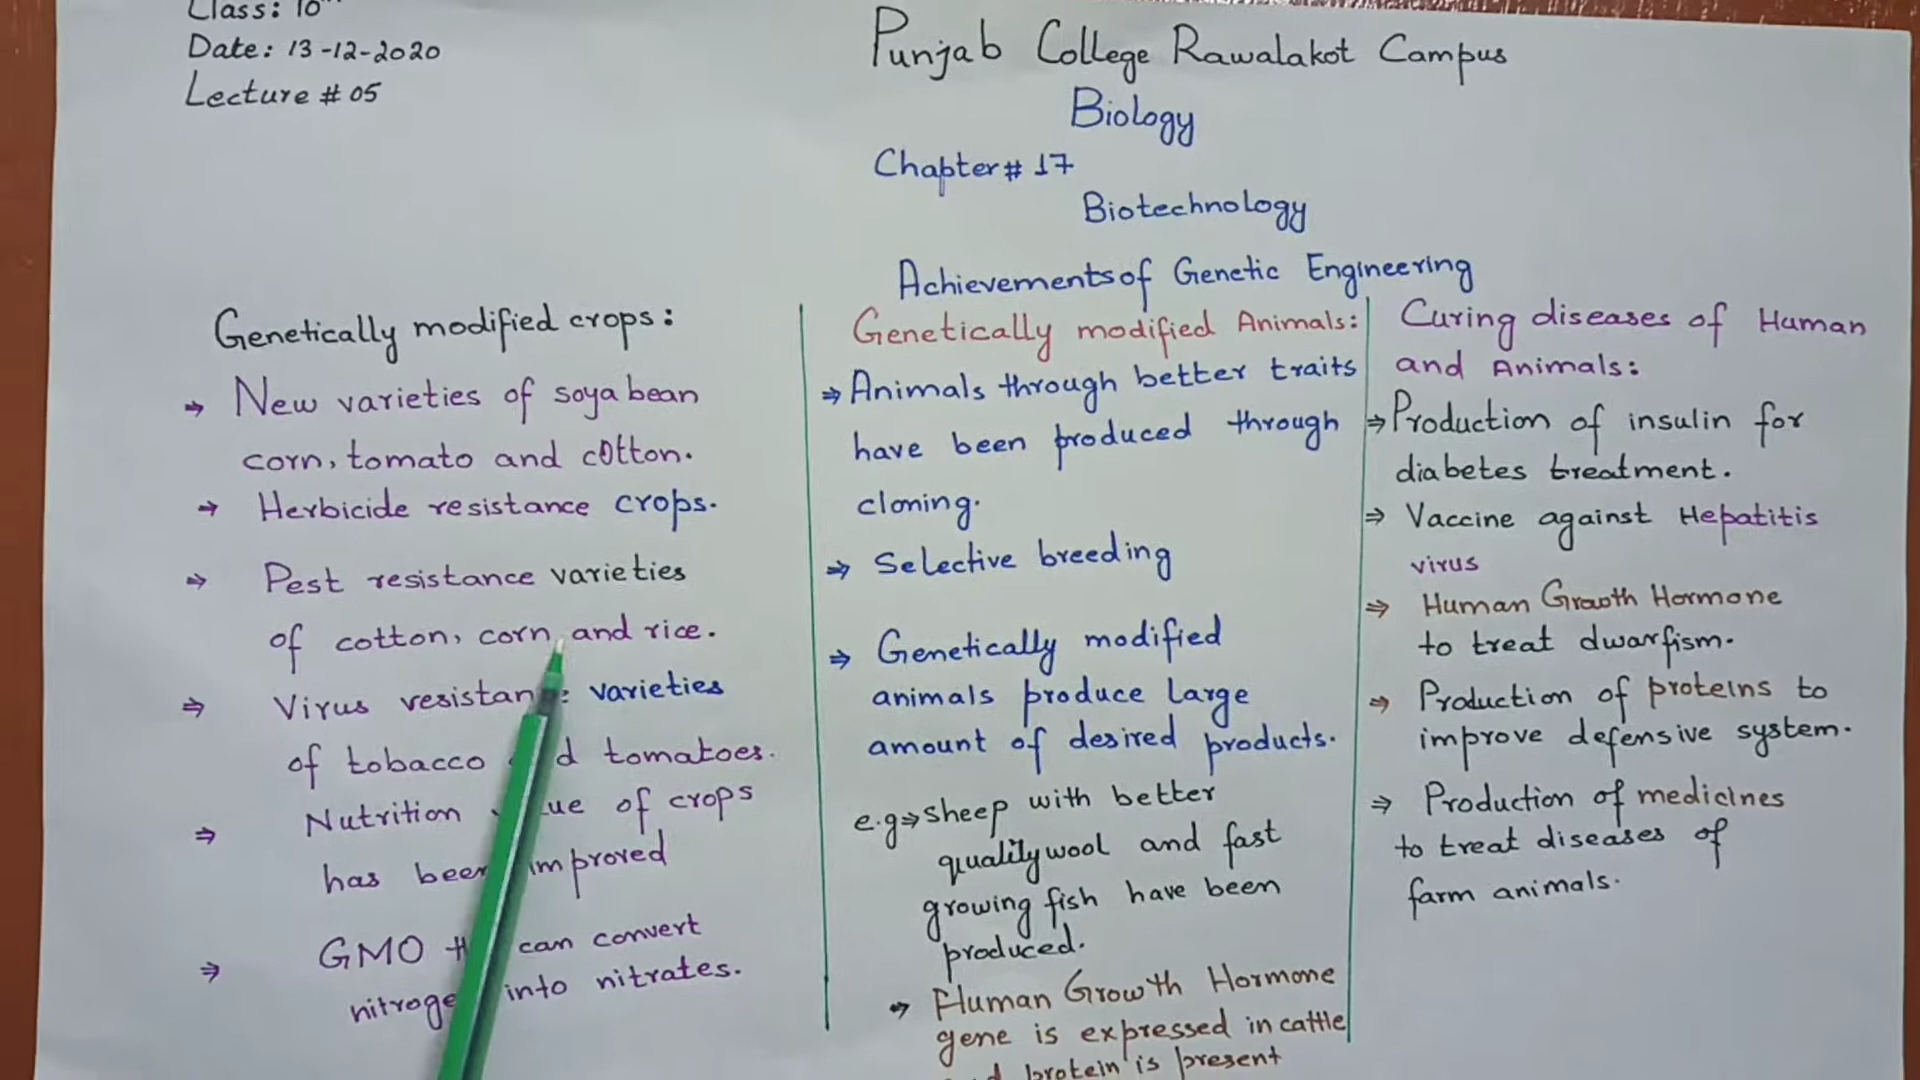 Class: 10th
Date: 13-12-2020
Lecture # 05
Punjab College Rawalakot Campus
Biology
Chapter # 17
Biotechnology
Achievements of Genetic Engineering
Genetically modified crops:
⇒ New varieties of soya bean
corn, tomato and cotton.
⇒ Herbicide resistance crops.
⇒ Pest resistance varieties
of cotton, corn and rice.
⇒ Virus resistan varieties
of tobacco tomatoes.
⇒ Nutrition of crops
has been improved
⇒ GMO can convert
nitroge into nitrates.
Genetically modified Animals:
⇒ Animals through better traits
have been produced through
cloning.
⇒ Selective breeding
⇒ Genetically modified
animals produce large
amount of desired products.
e.g⇒ sheep with better
quality wool and fast
growing fish have been
produced.
⇒ Human Growth Hormone
gene is expressed in cattle
protein is present
Curing diseases of Human
and Animals:
⇒ Production of insulin for
diabetes treatment.
⇒ Vaccine against Hepatitis
virus
⇒ Human Growth Hormone
to treat dwarfism.
⇒ Production of proteins to
improve defensive system.
⇒ Production of medicines
to treat diseases of
farm animals.